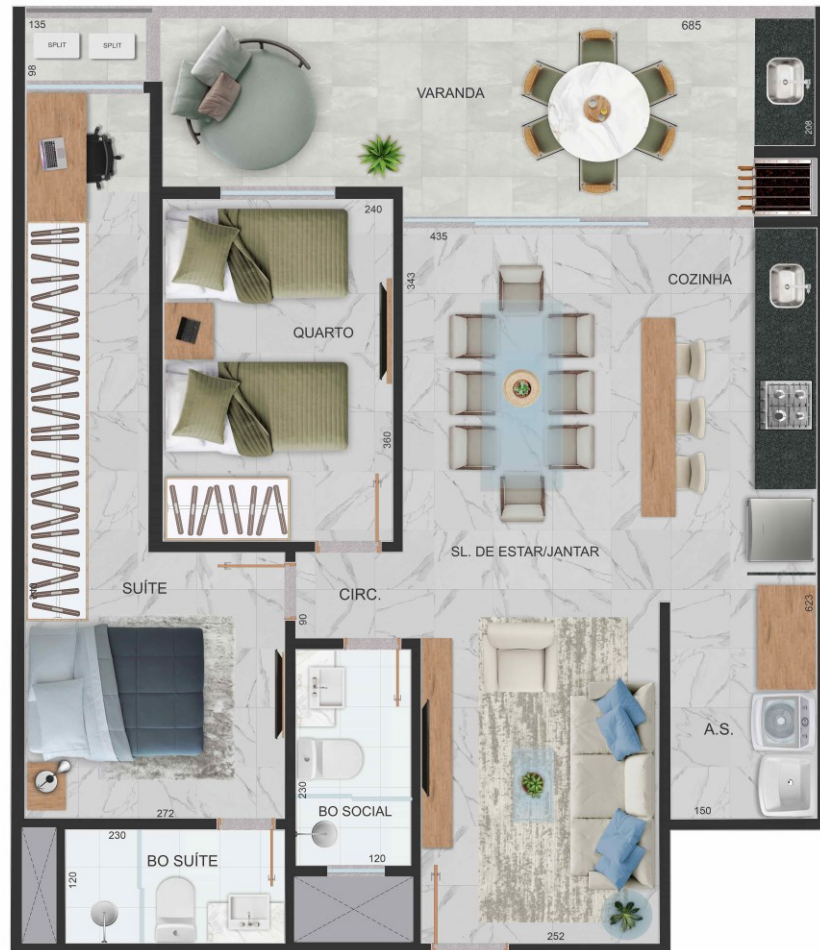 135
685
SPLIT
SPLIT
98
VARANDA
208
240
435
343
COZINHA
QUARTO
360
SL. DE ESTAR/JANTAR
SUÍTE
CIRC.
90
623
A.S.
230
BO SOCIAL
272
150
230
BO SUÍTE
120
120
252